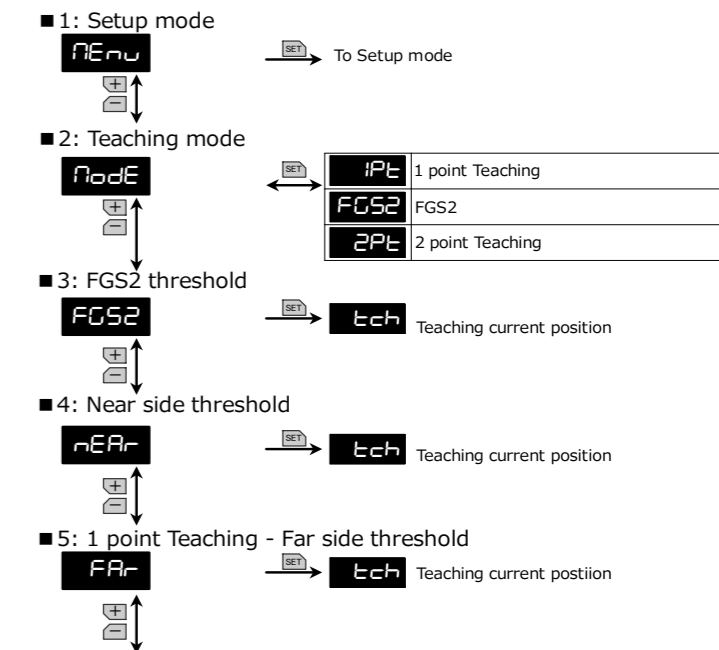 ■1: Setup mode
MEnu
SET
To Setup mode
+
−
■2: Teaching mode
ModE
SET
1Pt 1 point Teaching
FGS2 FGS2
2Pt 2 point Teaching
+
−
■3: FGS2 threshold
FGS2
SET
tch Teaching current position
+
−
■4: Near side threshold
nEAr
SET
tch Teaching current position
+
−
■5: 1 point Teaching - Far side threshold
FAr
SET
tch Teaching current postiion
+
−